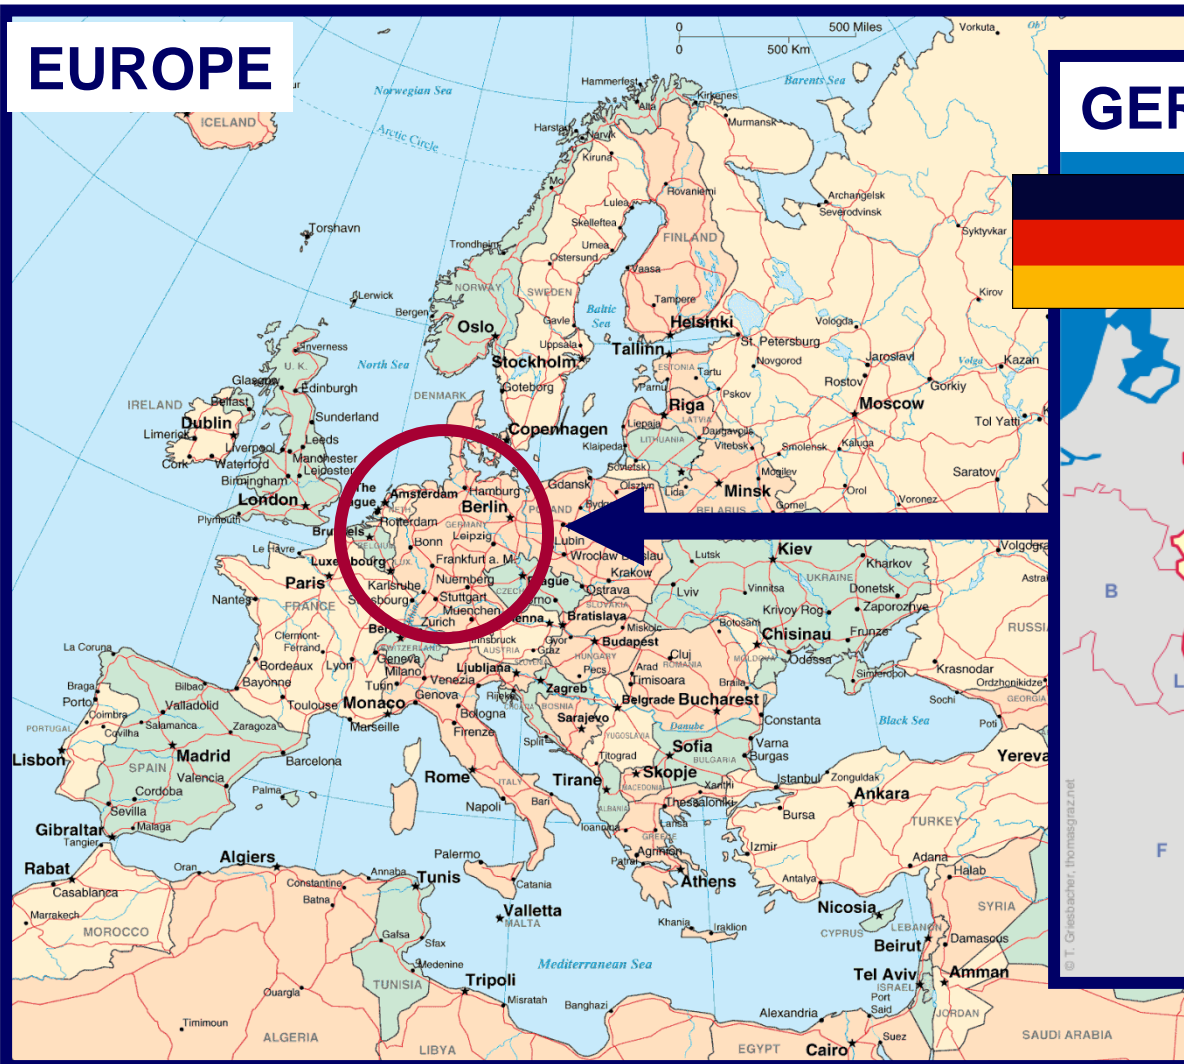 EUROPE
0
500 Miles
0
500 Km
Vorkuta
Ob'
GER
Norwegian Sea
Hammerfest
Barents Sea
Kirkenes
Alta
ICELAND
Arctic Circle
Harstad
Narvik
Murmansk
Kiruna
Mo
Rovaniemi
Archangelsk
Severodvinsk
Lulea
Skelleftea
Torshavn
Trondheim
Umea
FINLAND
Syktyvkar
Ostersund
Vaasa
NORWAY
SWEDEN
Lerwick
Tampere
Kirov
Bergen
Baltic
Sea
Gavle
Oslo
Helsinki
Vologda
Inverness
Uppsala
Tallinn
St. Petersburg
U. K.
North Sea
Stockholm
Novgorod
Jaroslavl
Volga
Kazan
ESTONIA
Tartu
Glasgow
Edinburgh
Goteborg
Parnu
Pskov
Rostov
Gorkiy
IRELAND
Belfast
DENMARK
Riga
Moscow
Dublin
Sunderland
Liepaja
LATVIA
Tol Yatti
Limerick
Leeds
Copenhagen
Daugavpils
Liverpool
Manchester
Klaipeda
LITHUANIA
Vitebsk
Smolensk
Kaluga
Cork
Waterford
Leicester
Sovetsk
Mogilev
Saratov
Birmingham
The
Hague
Amsterdam
Hamburg
Gdansk
Olsztyn
Lida
Minsk
Orol
London
Berlin
POLAND
Voronez
Plymouth
NETH
BELARUS
Gomel
Rotterdam
GERMANY
Brussels
Leipzig
BELGIUM
Bonn
Lubin
Kiev
Volgograd
Le Havre
Luxembourg
LUX.
Frankfurt a. M.
Wroclaw
Lutsk
Kharkov
B
Paris
Karlsruhe
Nuernberg
Prague
Krakow
UKRAINE
Astra
Nantes
Strasbourg
Stuttgart
CZECH
Ostrava
Lviv
Vinnitsa
Donetsk
FRANCE
Muenchen
Brno
SLOVAKIA
Krivoy Rog
Zaporozhye
Zurich
Vienna
Bratislava
Botosani
RUSSI
Bern
Miskolc
Frunze
Clermont-
Ferrand
Innsbruck
Gyor
Budapest
Chisinau
La Coruna
SWITZERLAND
AUSTRIA
Graz
Cluj
Geneva
HUNGARY
MOLDOVA
Odessa
Bordeaux
Lyon
Milano
Ljubljana
SLOVENIA
Pecs
Arad
ROMANIA
Krasnodar
Simferopol
Braga
Bilbao
Bayonne
Turin
Venezia
Zagreb
Timisoara
Ordzhonikidze
Braila
L
Porto
Genova
Rijeka
Sochi
GEORGIA
Valladolid
Toulouse
Monaco
CROATIA
BOSNIA
Belgrade
Bucharest
Coimbra
Bologna
Sarajevo
Constanta
Black Sea
Poti
PORTUGAL
Salamanca
Zaragoza
Marseille
Danube
Covilha
Firenze
Split
YUGOSLAVIA
Sofia
Varna
Lisbon
Madrid
Barcelona
Titograd
BULGARIA
Burgas
Yereva
SPAIN
Valencia
Rome
ITALY
Tirane
Skopje
Istanbul
Zonguldak
Cordoba
Palma
MACEDONIA
Xanthi
Ankara
Sevilla
Napoli
Bari
ALBANIA
Thessaloniki
Bursa
Gibraltar
Malaga
Ioannina
Larisa
TURKEY
Tangier
GREECE
Izmir
Palermo
Agrinion
Patrai
Adana
F
Rabat
Oran
Algiers
Annaba
Tunis
Athens
Antalya
Halab
Casablanca
Constantine
Catania
Batna
Nicosia
SYRIA
Marrakech
Valletta
MALTA
Khania
Iraklion
CYPRUS
LEBANON
MOROCCO
Gafsa
Sfax
Beirut
Damascus
Medenine
Mediterranean Sea
Tel Aviv
Amman
TUNISIA
Tripoli
ISRAEL
Ouargla
Misratah
Banghazi
Port
Said
Alexandria
JORDAN
Timimoun
ALGERIA
LIBYA
EGYPT
Cairo
Suez
SAUDI ARABIA
© T. Griesbacher, thomasgraz.net